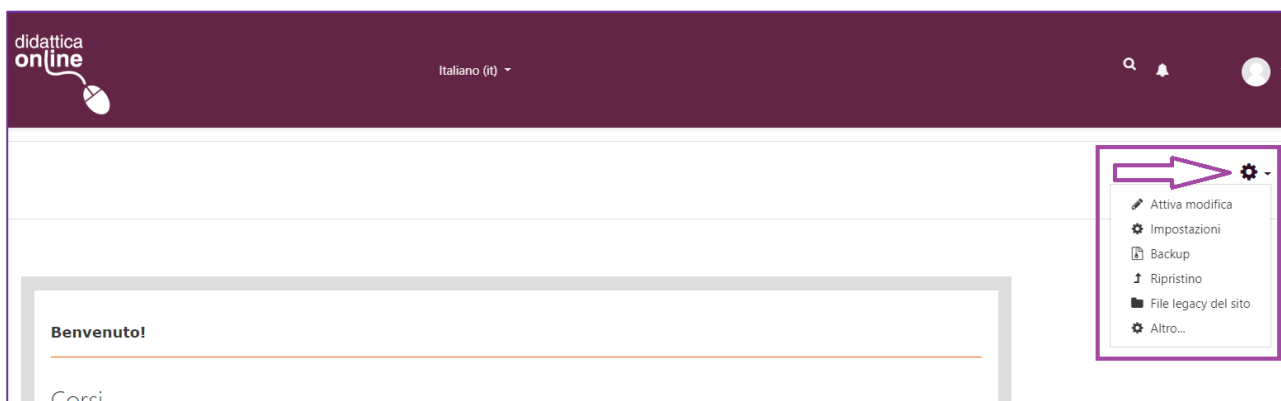 didattica
online
Italiano (it)
Attiva modifica
Impostazioni
Backup
Ripristino
File legacy del sito
Altro...
Benvenuto!
Corsi